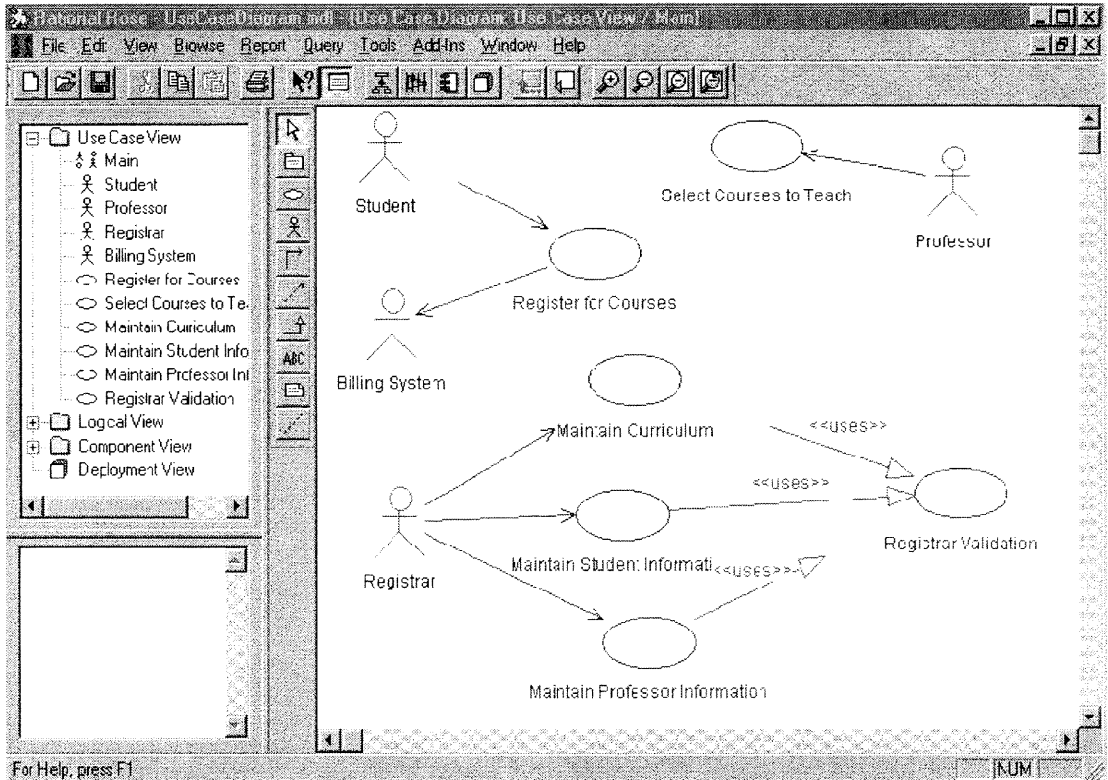 Rational Rose - UseCaseDiagram.mdl - [Use Case Diagram: Use Case View / Main]
File Edit View Browse Report Query Tools Add-Ins Window Help
Use Case View
Main
Student
Professor
Registrar
Billing System
Register for Courses
Select Courses to Te
Maintain Curriculum
Maintain Student Info
Maintain Professor Inf
Registrar Validation
Logical View
Component View
Deployment View
ABC
Student
Select Courses to Teach
Professor
Register for Courses
Billing System
Maintain Curriculum
<<uses>>
<<uses>>
Registrar Validation
Maintain Student Informati
<<uses>>
Registrar
Maintain Professor Information
For Help, press F1
NUM